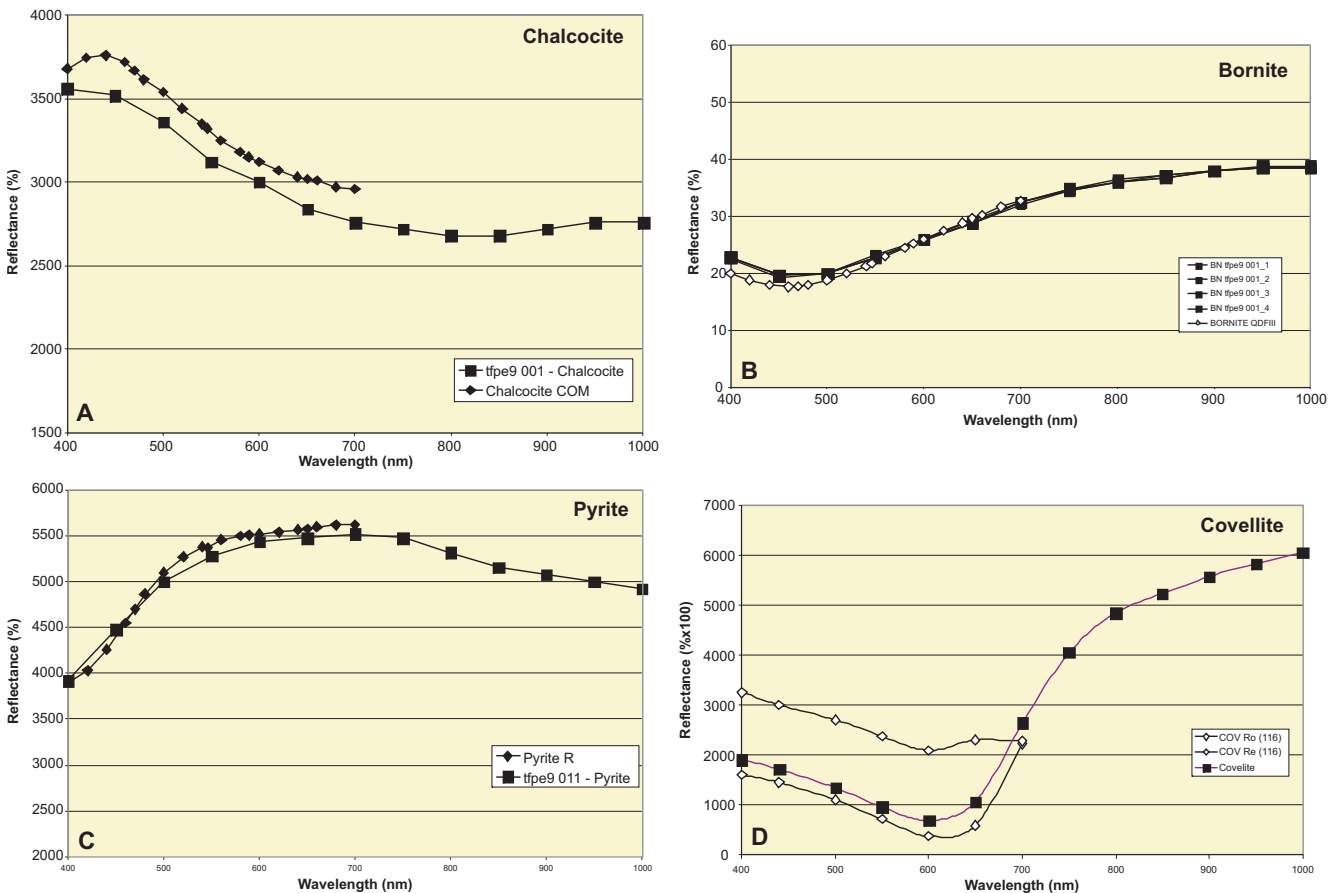 Chalcocite
4000
3500
3000
2500
2000
1500
Reflectance (%)
400 500 600 700 800 900 1000
Wavelength (nm)
tfpe9 001 - Chalcocite
Chalcocite COM
A
Bornite
60
50
40
30
20
10
0
Reflectance (%)
400 500 600 700 800 900 1000
Wavelength (nm)
BN tfpe9 001_1
BN tfpe9 001_2
BN tfpe9 001_3
BN tfpe9 001_4
BORNITE QDFIII
B
Pyrite
6000
5500
5000
4500
4000
3500
3000
2500
2000
Reflectance (%)
400 500 600 700 800 900 1000
Wavelength (nm)
Pyrite R
tfpe9 011 - Pyrite
C
Covellite
7000
6000
5000
4000
3000
2000
1000
0
Reflectance (%x100)
400 500 600 700 800 900 1000
Wavelength (nm)
COV Ro (116)
COV Re (116)
Covelite
D